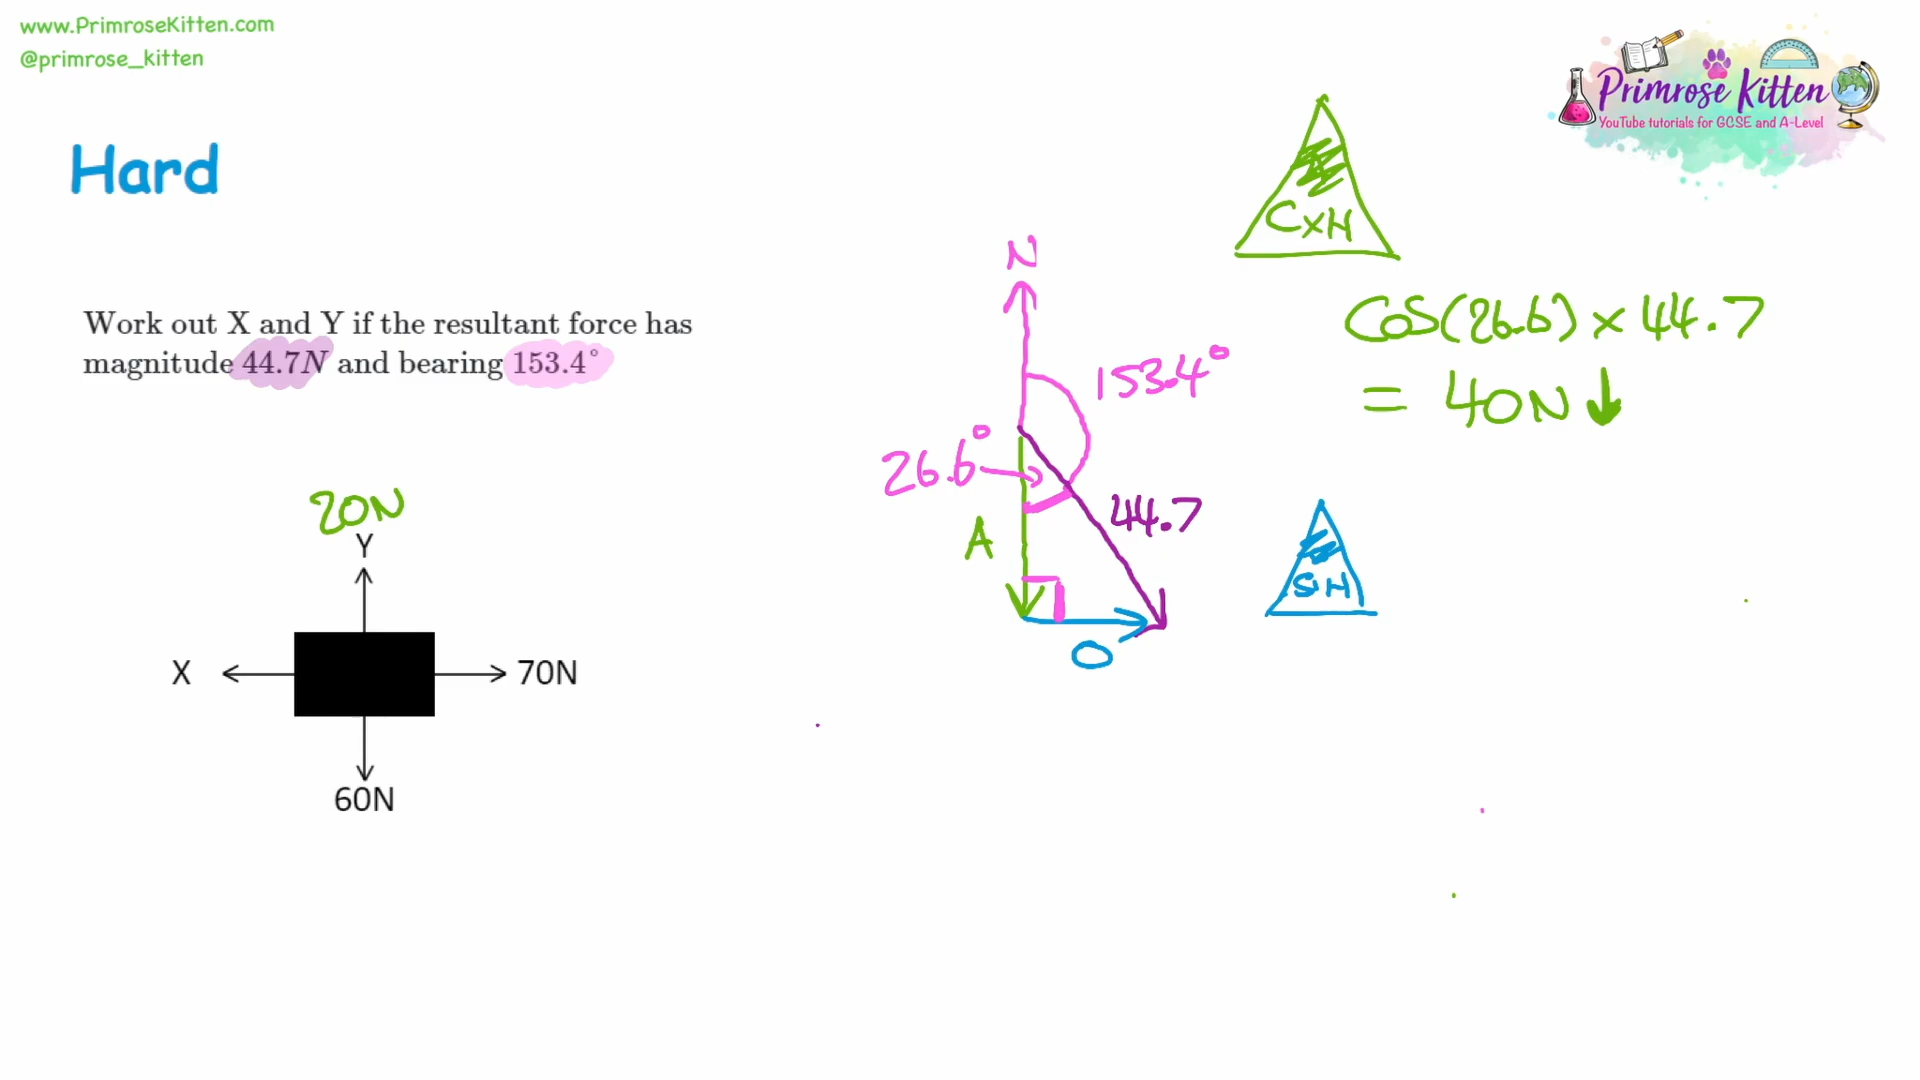 www.PrimroseKitten.com
@primrose_kitten
Primrose Kitten
YouTube tutorials for GCSE and A-Level
Hard
Work out X and Y if the resultant force has
magnitude 44.7N and bearing 153.4°
20N
Y
X
70N
60N
N
153.4°
26.6°
A
44.7
O
CxH
Cos(26.6) × 44.7
= 40N ↓
SH